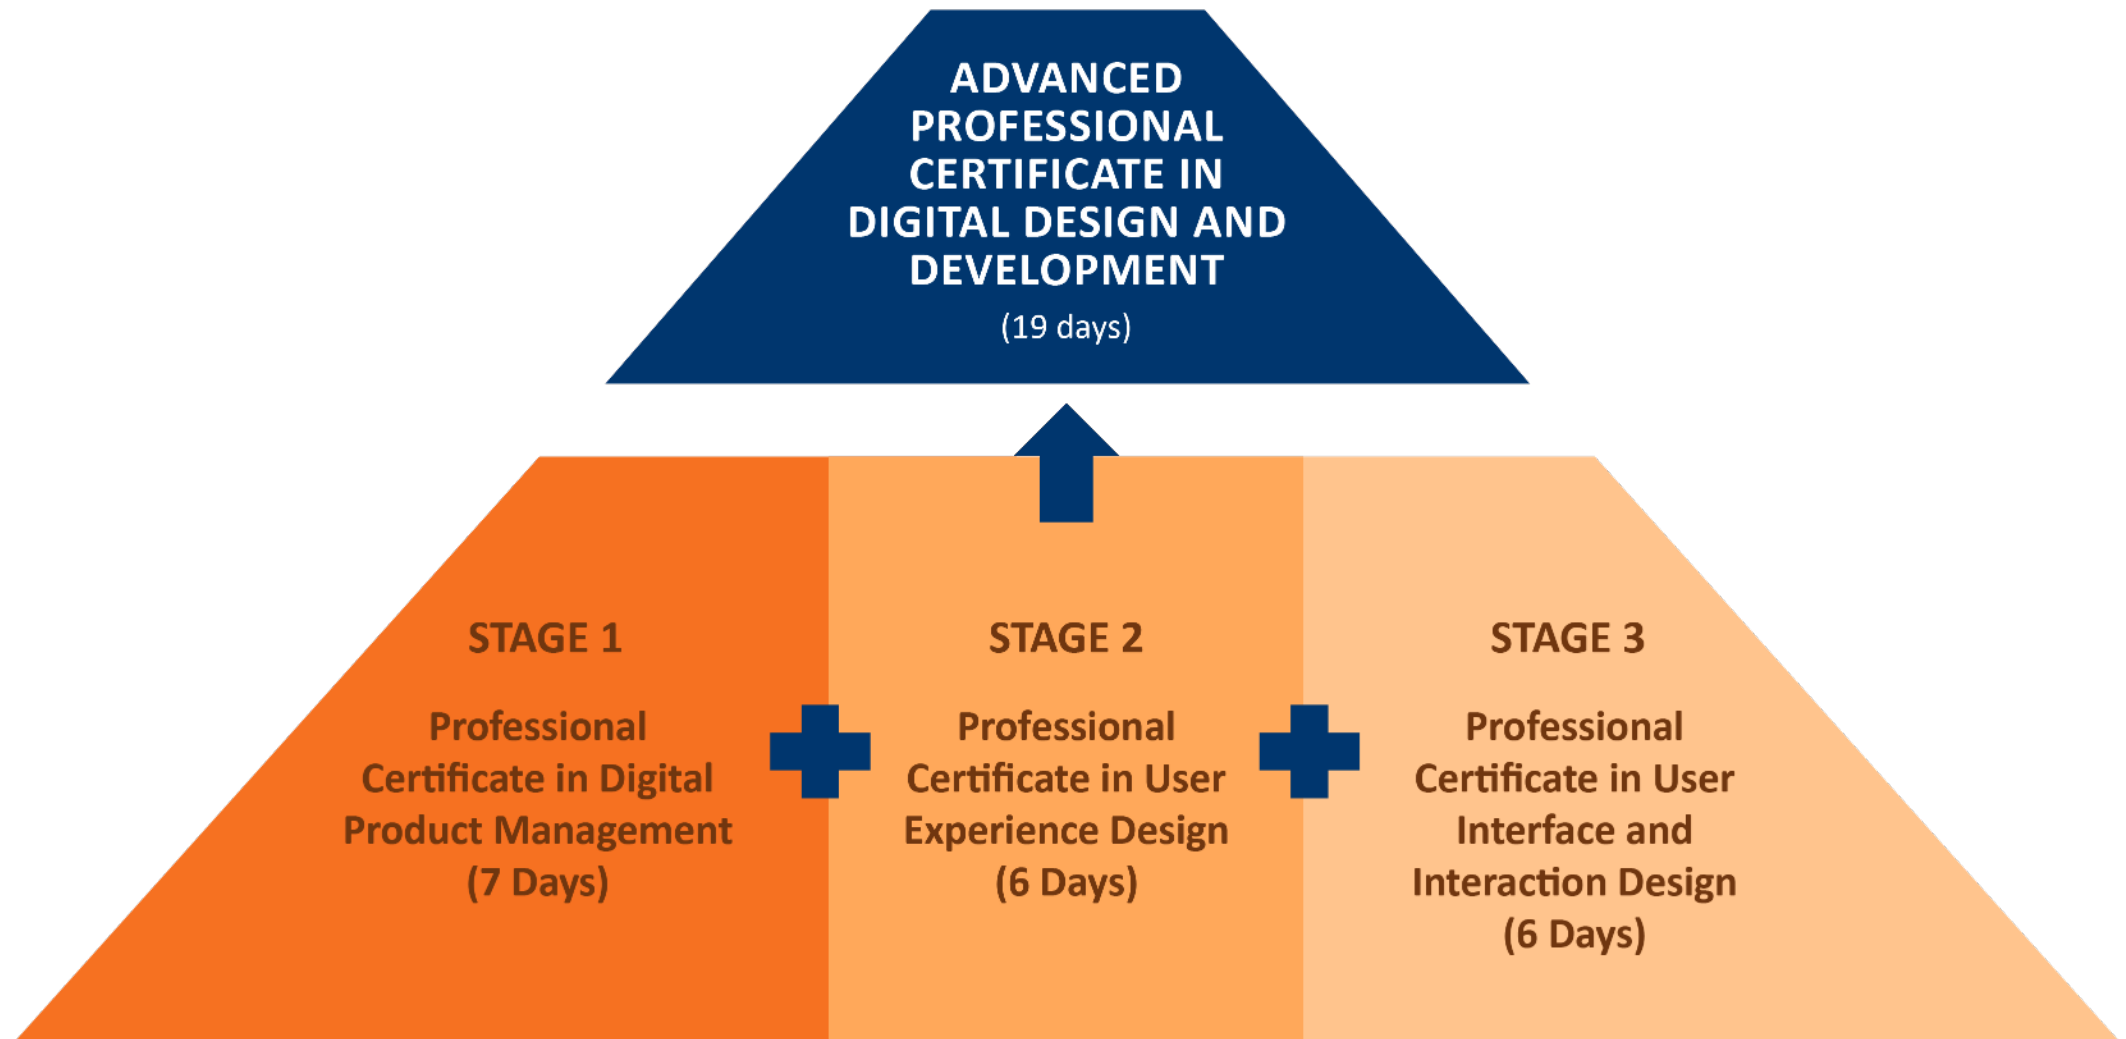 ADVANCED
PROFESSIONAL
CERTIFICATE IN
DIGITAL DESIGN AND
DEVELOPMENT
(19 days)
STAGE 1
Professional
Certificate in Digital
Product Management
(7 Days)
STAGE 2
Professional
Certificate in User
Experience Design
(6 Days)
STAGE 3
Professional
Certificate in User
Interface and
Interaction Design
(6 Days)